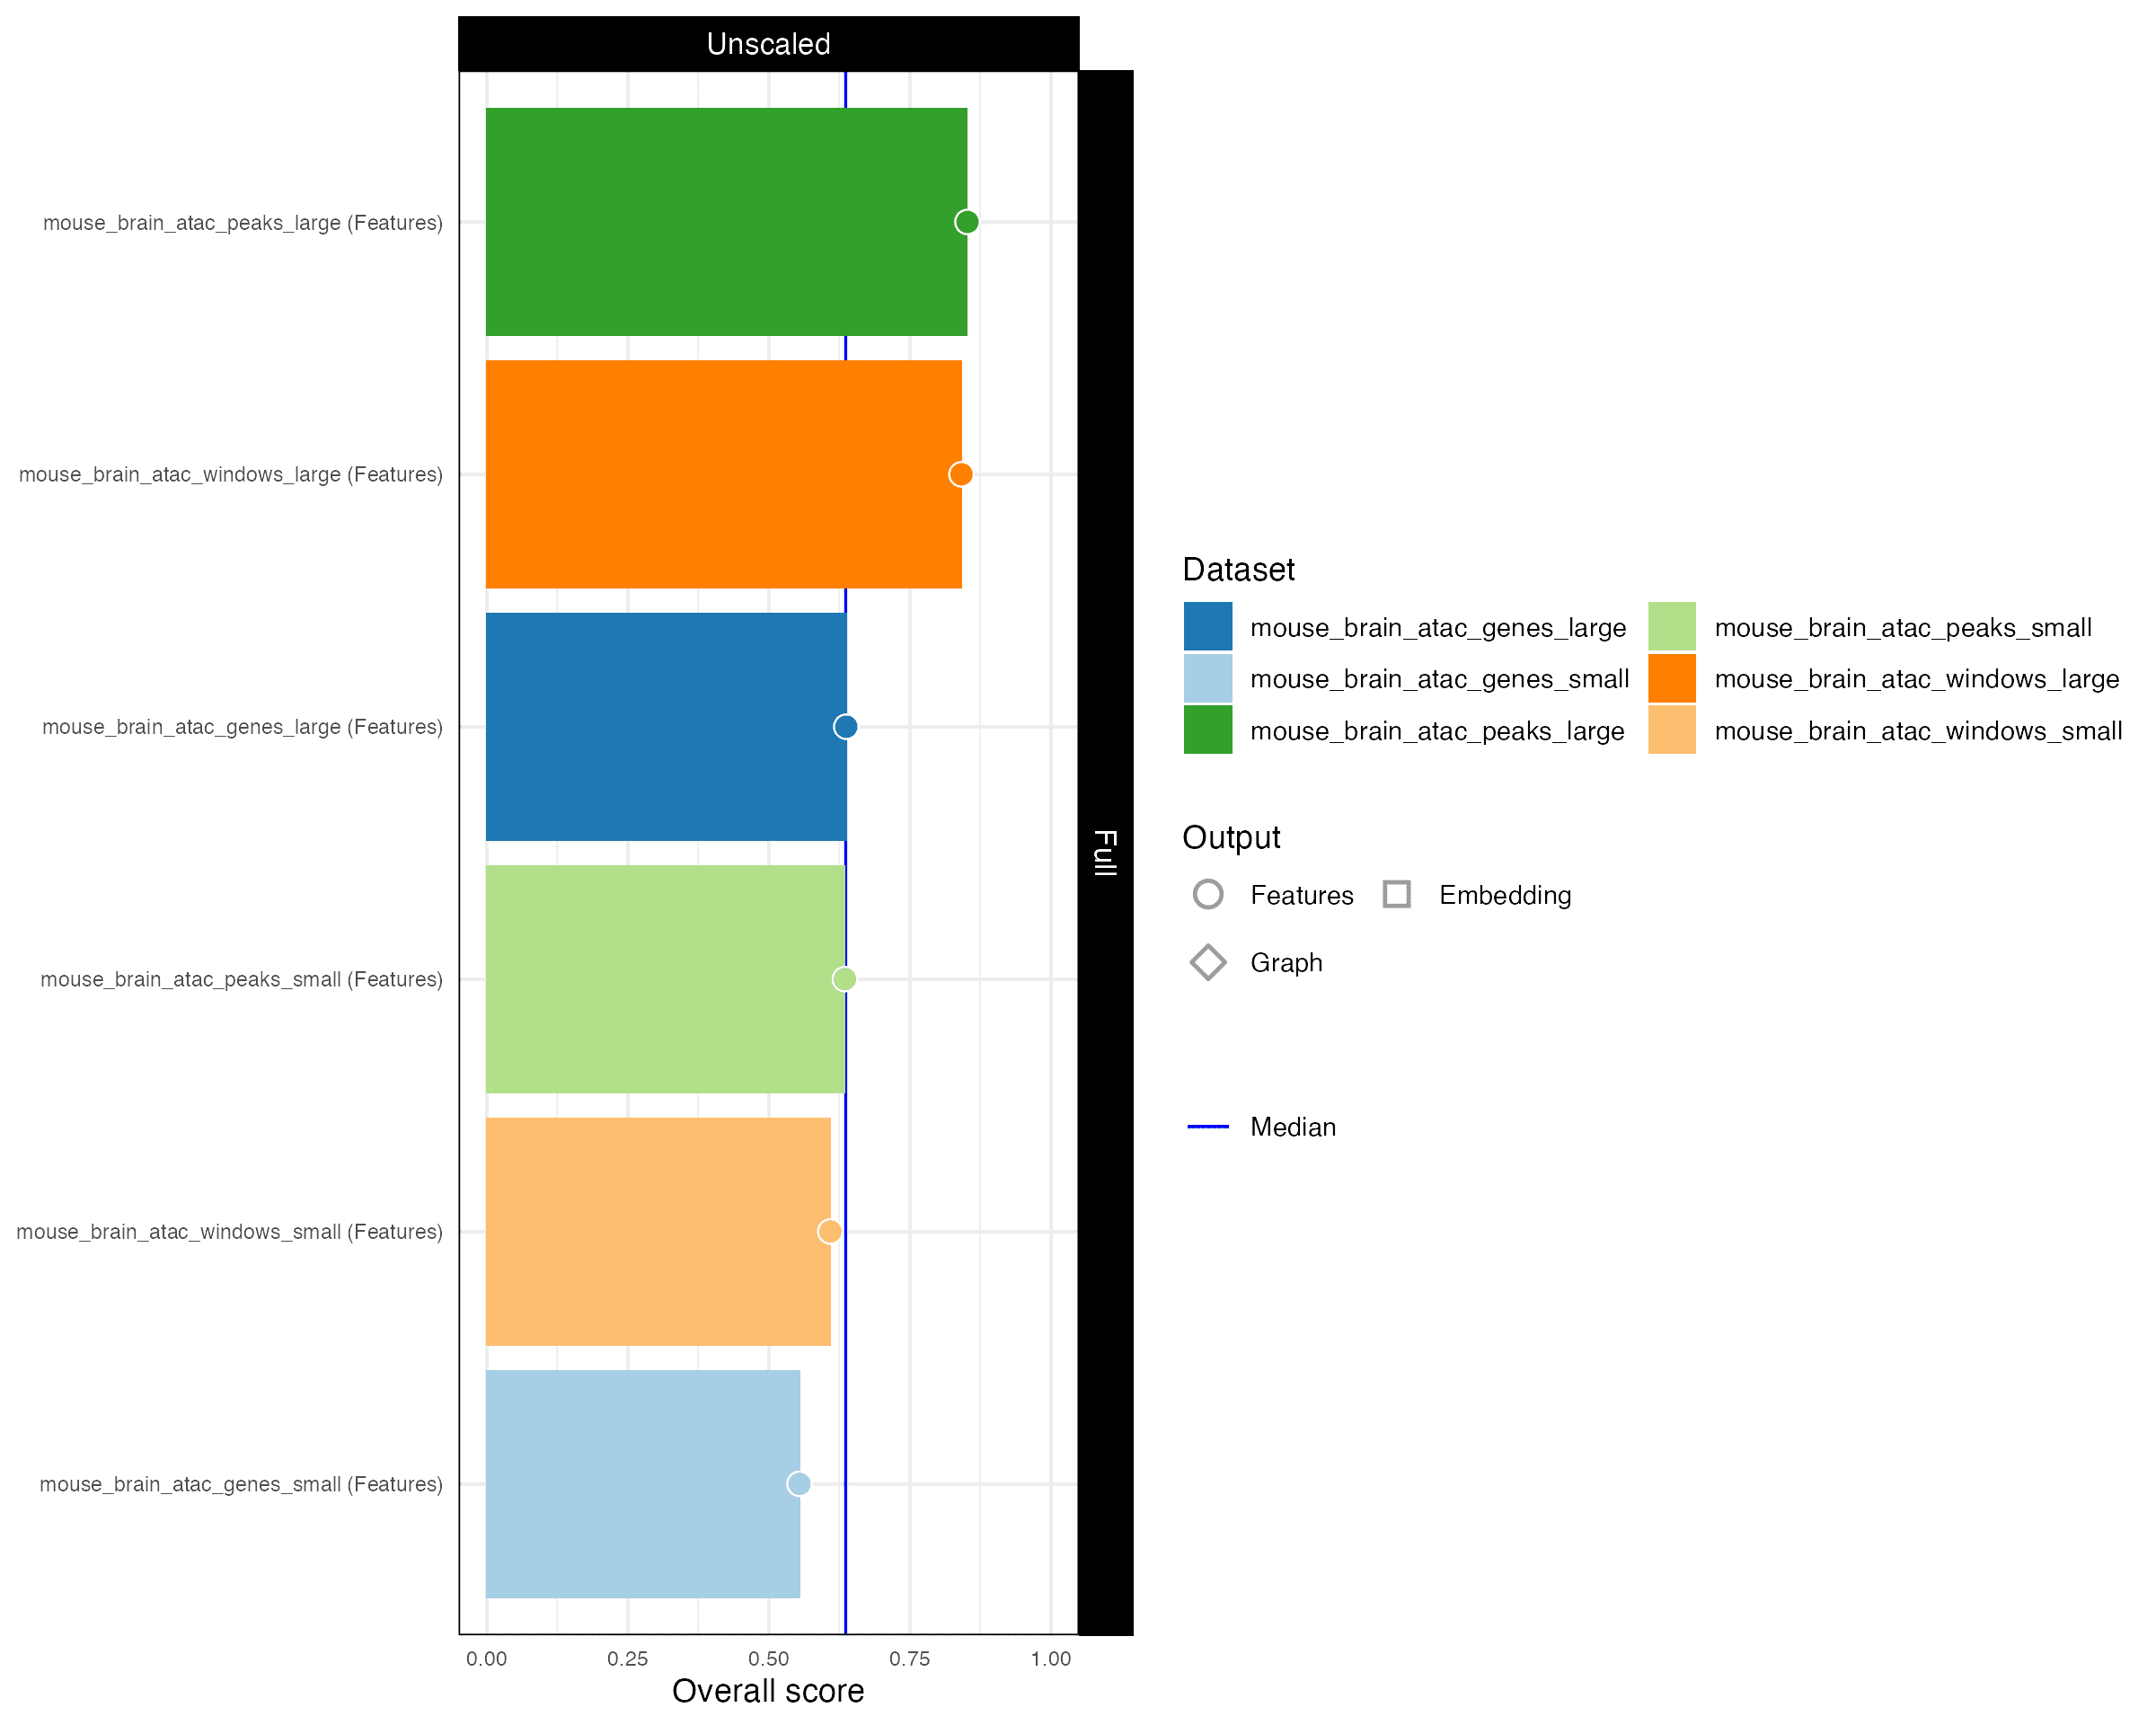 Unscaled
mouse_brain_atac_peaks_large (Features)
mouse_brain_atac_windows_large (Features)
mouse_brain_atac_genes_large (Features)
mouse_brain_atac_peaks_small (Features)
mouse_brain_atac_windows_small (Features)
mouse_brain_atac_genes_small (Features)
0.00 0.25 0.50 0.75 1.00
Overall score
Full
Dataset
mouse_brain_atac_genes_large mouse_brain_atac_peaks_small
mouse_brain_atac_genes_small mouse_brain_atac_windows_large
mouse_brain_atac_peaks_large mouse_brain_atac_windows_small
Output
Features Embedding
Graph
Median